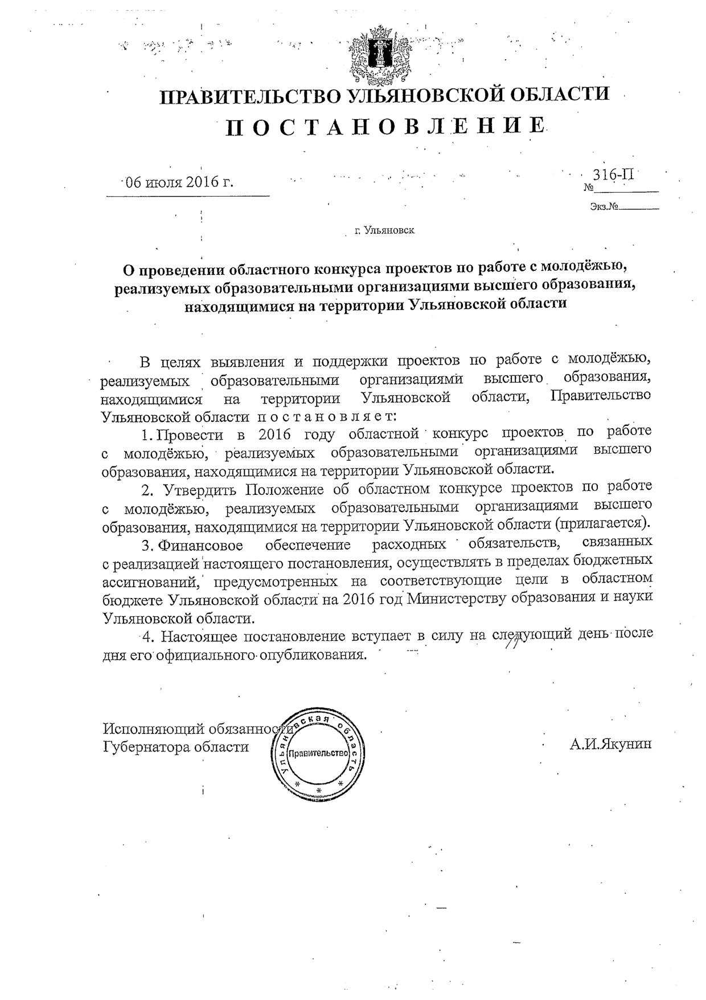 ПРАВИТЕЛЬСТВО УЛЬЯНОВСКОЙ ОБЛАСТИ
П О С Т А Н О В Л Е Н И Е
06 июля 2016 г.
316-П
№
Экз.№
г. Ульяновск
О проведении областного конкурса проектов по работе с молодёжью,
реализуемых образовательными организациями высшего образования,
находящимися на территории Ульяновской области
В целях выявления и поддержки проектов по работе с молодёжью,
реализуемых образовательными организациями высшего образования,
находящимися на территории Ульяновской области, Правительство
Ульяновской области п о с т а н о в л я е т:
1. Провести в 2016 году областной конкурс проектов по работе
с молодёжью, реализуемых образовательными организациями высшего
образования, находящимися на территории Ульяновской области.
2. Утвердить Положение об областном конкурсе проектов по работе
с молодёжью, реализуемых образовательными организациями высшего
образования, находящимися на территории Ульяновской области (прилагается).
3. Финансовое обеспечение расходных обязательств, связанных
с реализацией настоящего постановления, осуществлять в пределах бюджетных
ассигнований, предусмотренных на соответствующие цели в областном
бюджете Ульяновской области на 2016 год Министерству образования и науки
Ульяновской области.
4. Настоящее постановление вступает в силу на следующий день после
дня его официального опубликования.
Исполняющий обязанности
Губернатора области
А.И.Якунин
Ульяновская область
Правительство
* * *